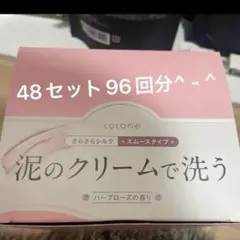 48セット96回分^ - ^
cocone
さらさらシルク
スムースタイプ
泥のクリームで洗う
ハーブローズの香り